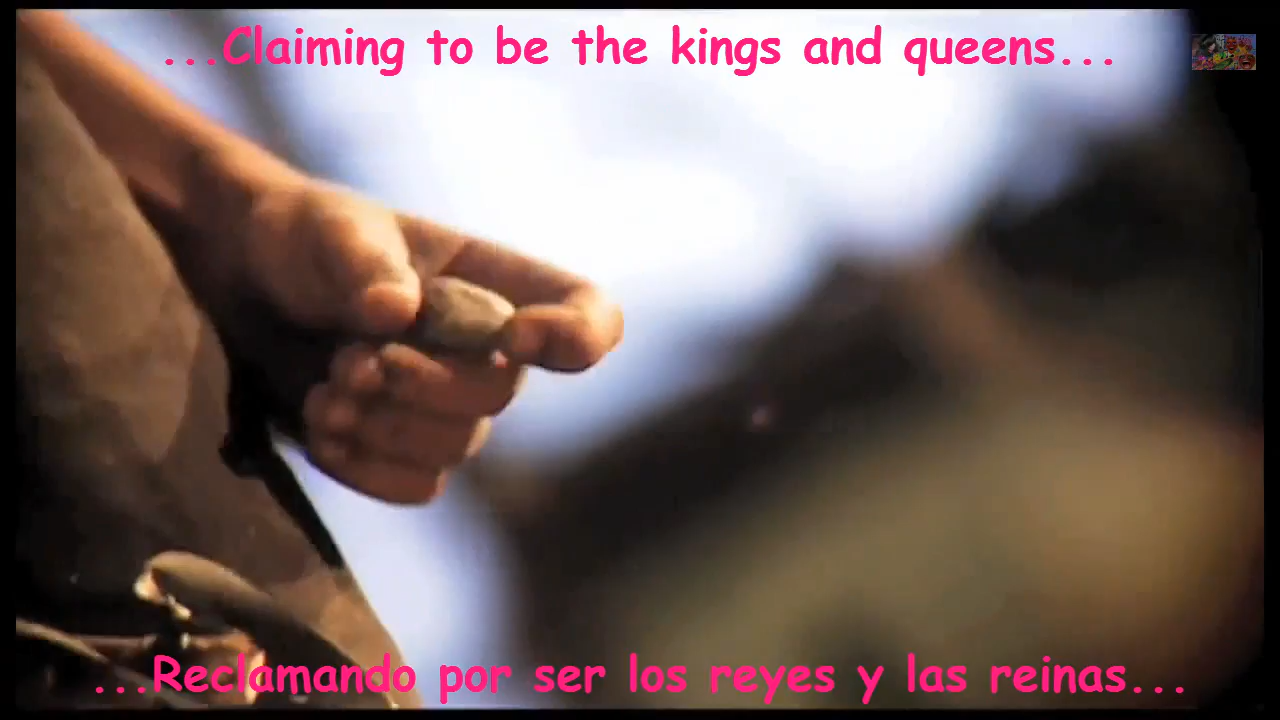 ...Claiming to be the kings and queens...
...Reclamando por ser los reyes y las reinas...